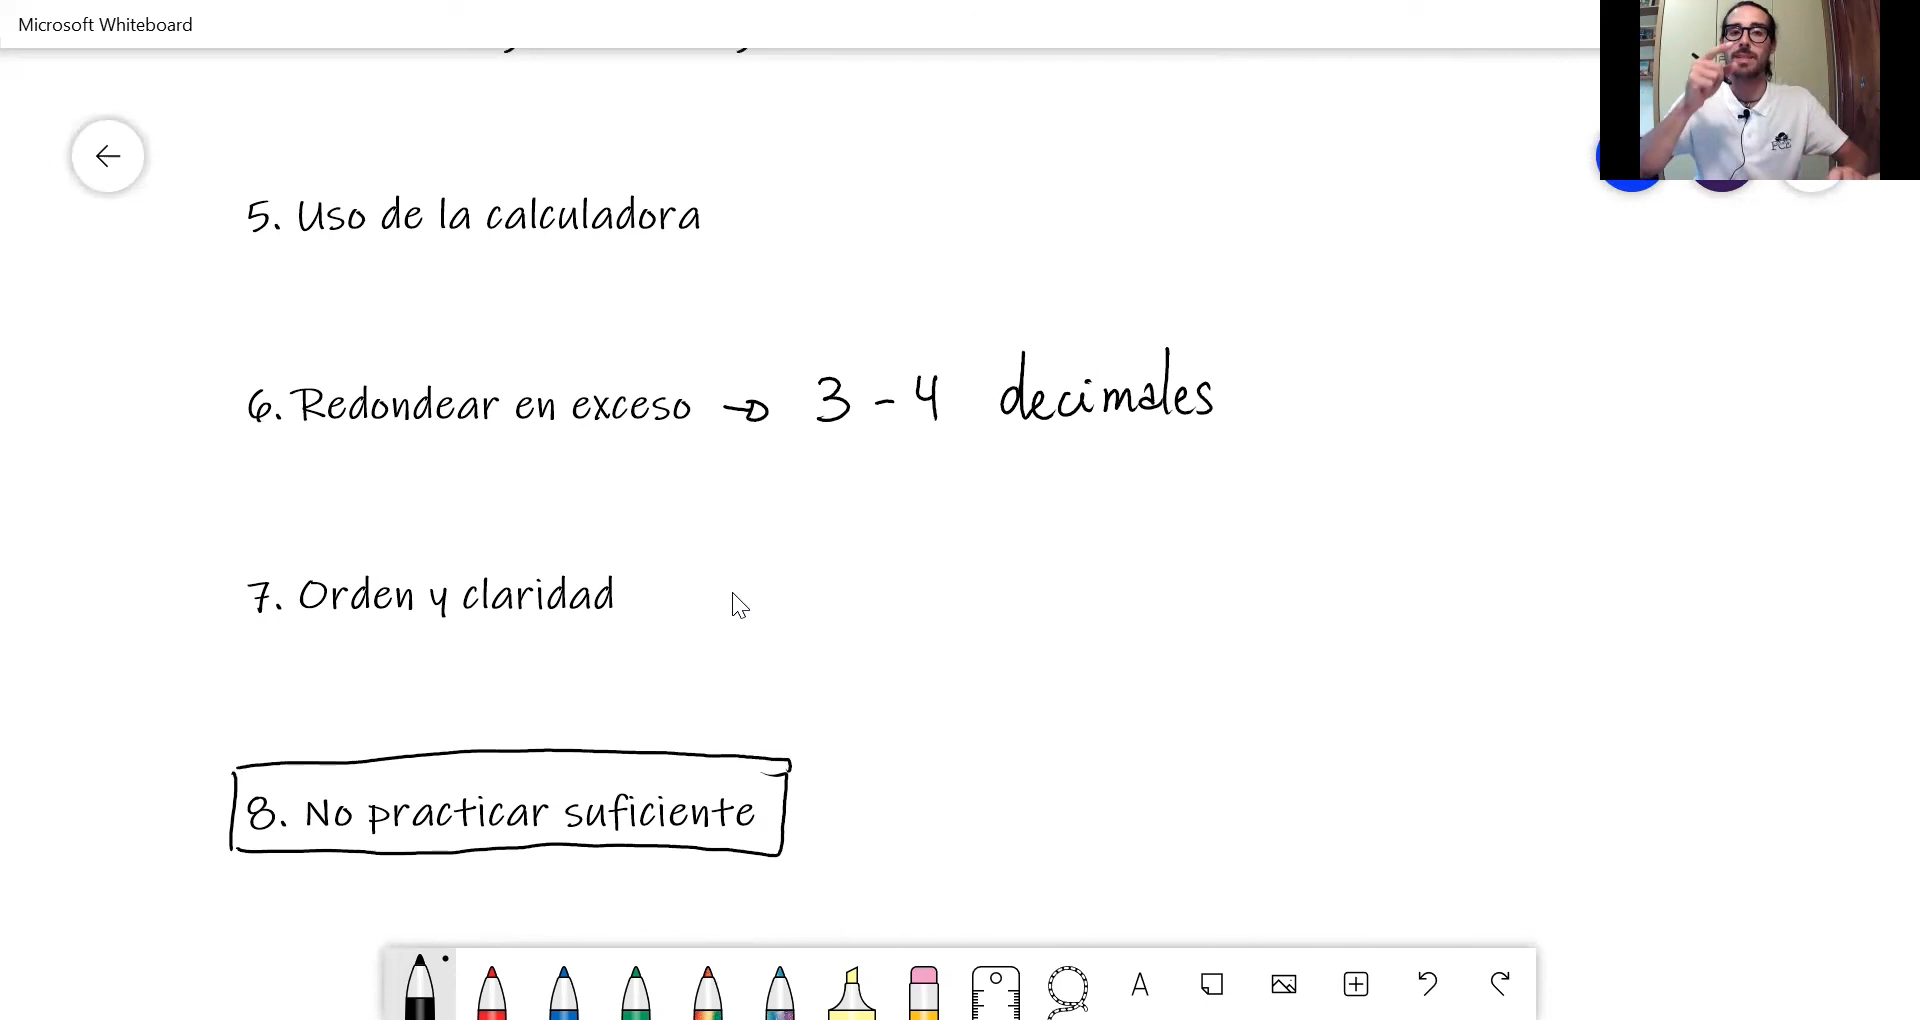 Microsoft Whiteboard
5. Uso de la calculadora
6. Redondear en exceso → 3 - 4 decimales
7. Orden y claridad
8. No practicar suficiente
A